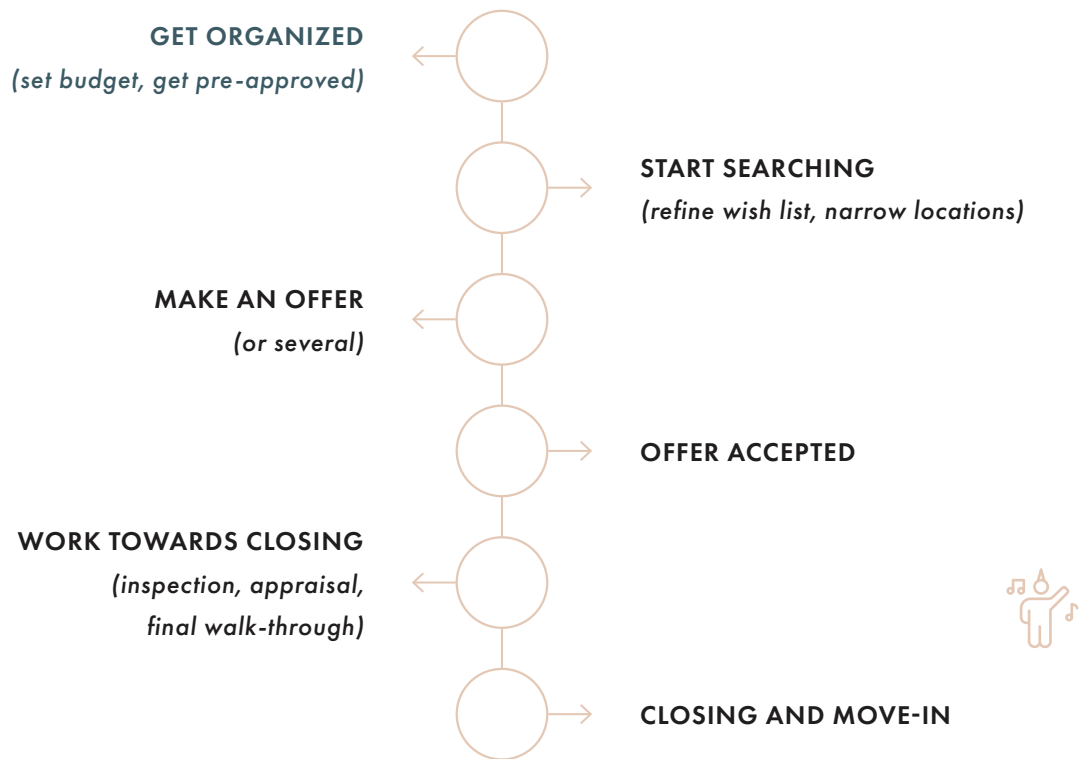 GET ORGANIZED
(set budget, get pre-approved)
START SEARCHING
(refine wish list, narrow locations)
MAKE AN OFFER
(or several)
OFFER ACCEPTED
WORK TOWARDS CLOSING
(inspection, appraisal,
final walk-through)
CLOSING AND MOVE-IN